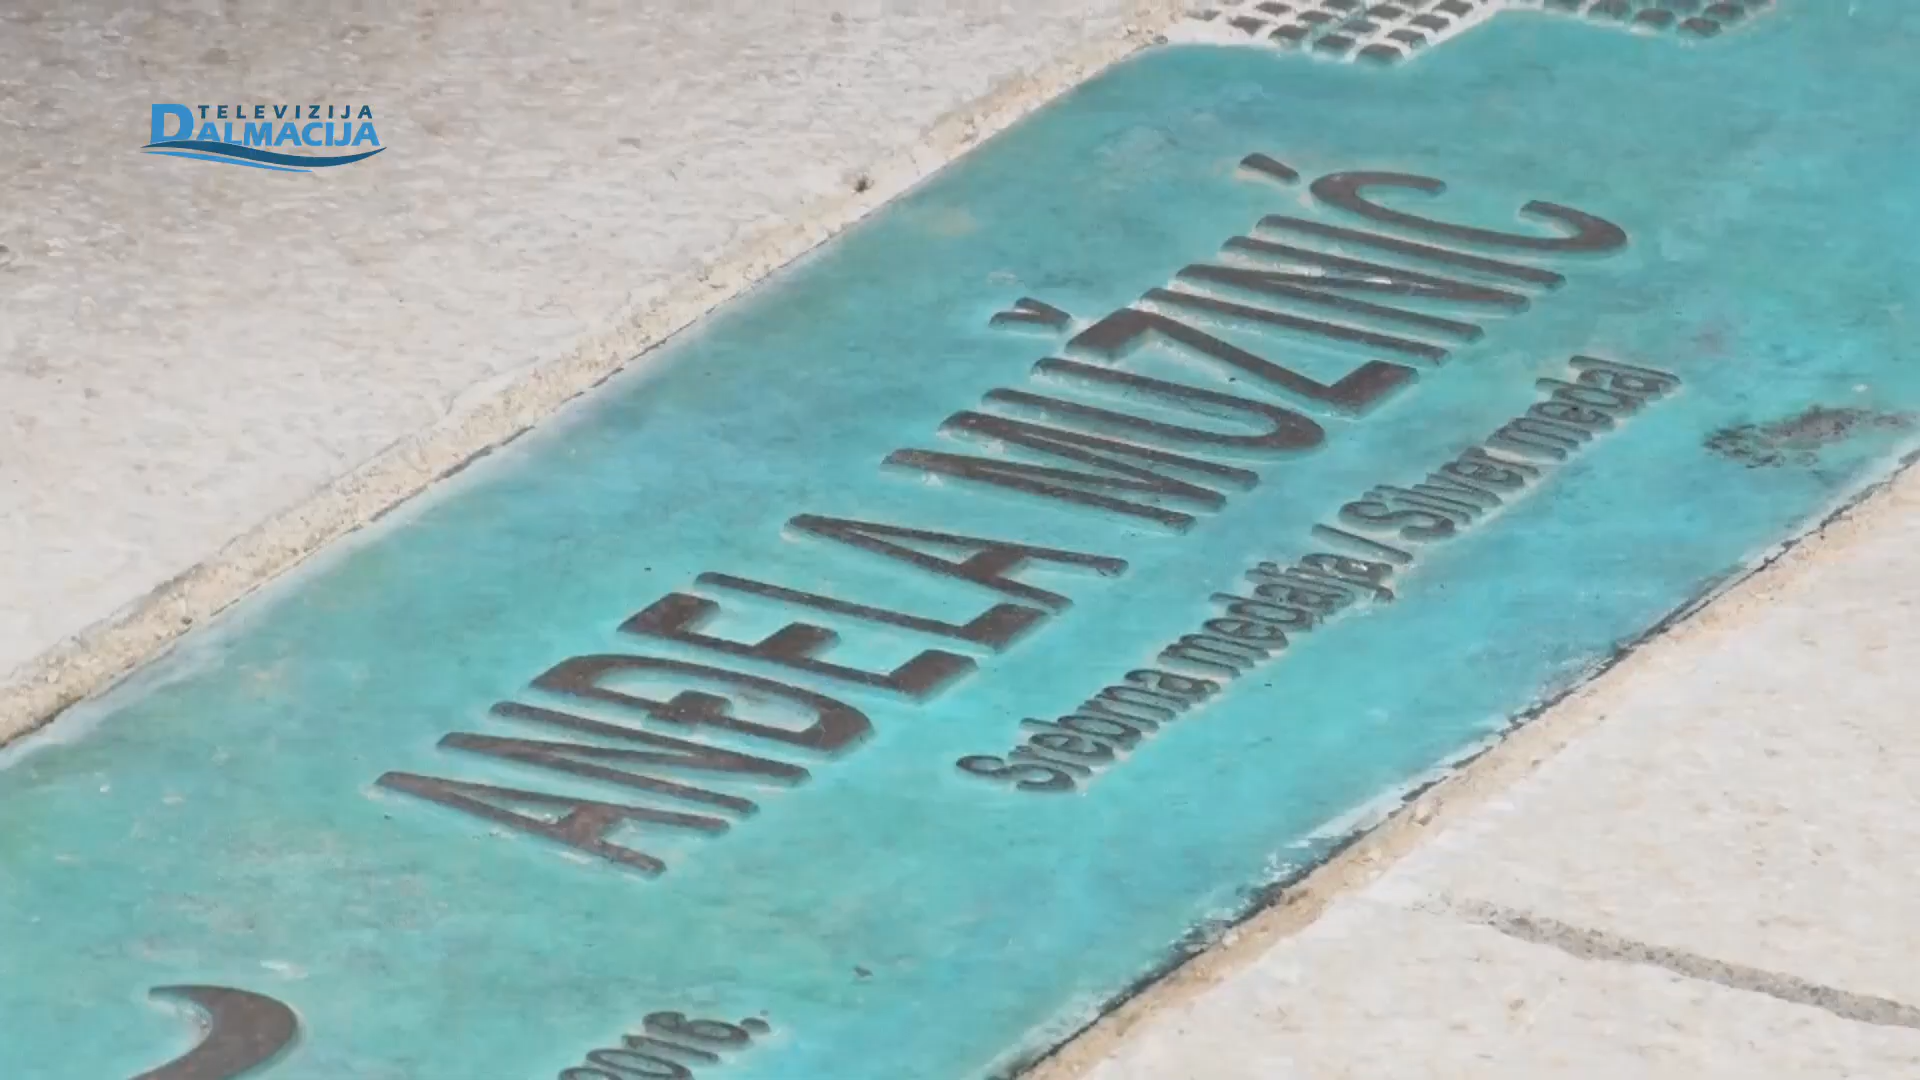 TELEVIZIJA
DALMACIJA
ANĐELA MUŽINIĆ
Srebrna medalja / Silver medal
2016.